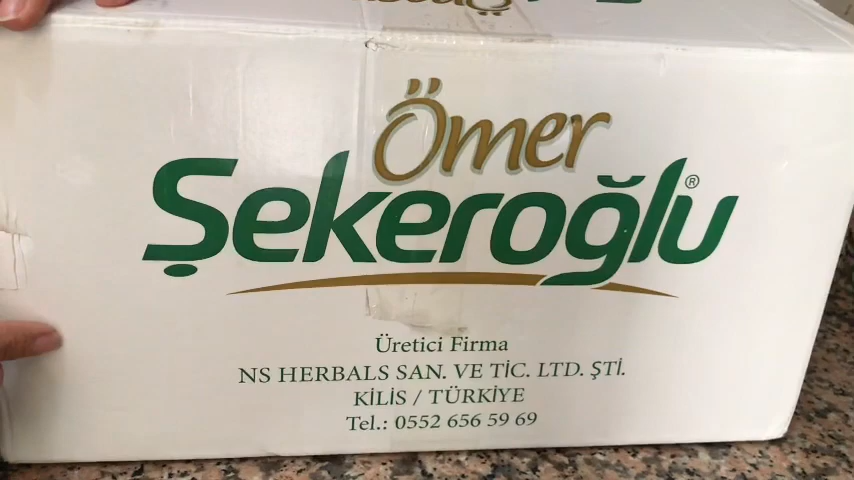 Ömer
Şekeroğlu®
Üretici Firma
NS HERBALS SAN. VE TİC. LTD. ŞTİ.
KİLİS / TÜRKİYE
Tel.: 0552 656 59 69